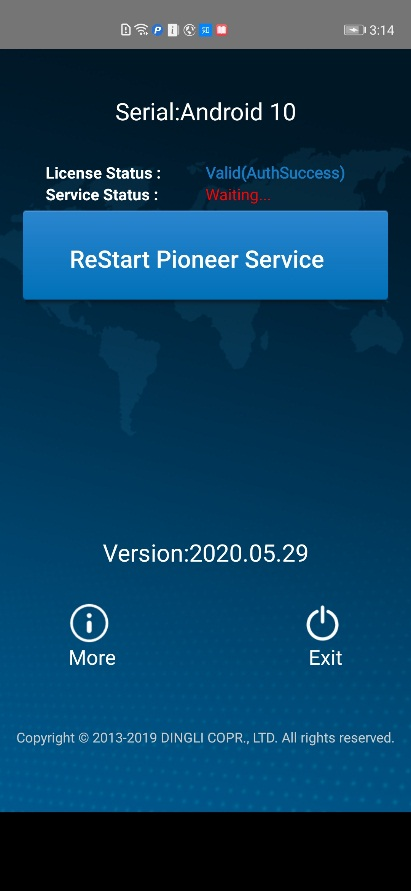 3:14
Serial:Android 10
License Status : Valid(AuthSuccess)
Service Status : Waiting...
ReStart Pioneer Service
Version:2020.05.29
More Exit
Copyright © 2013-2019 DINGLI COPR., LTD. All rights reserved.